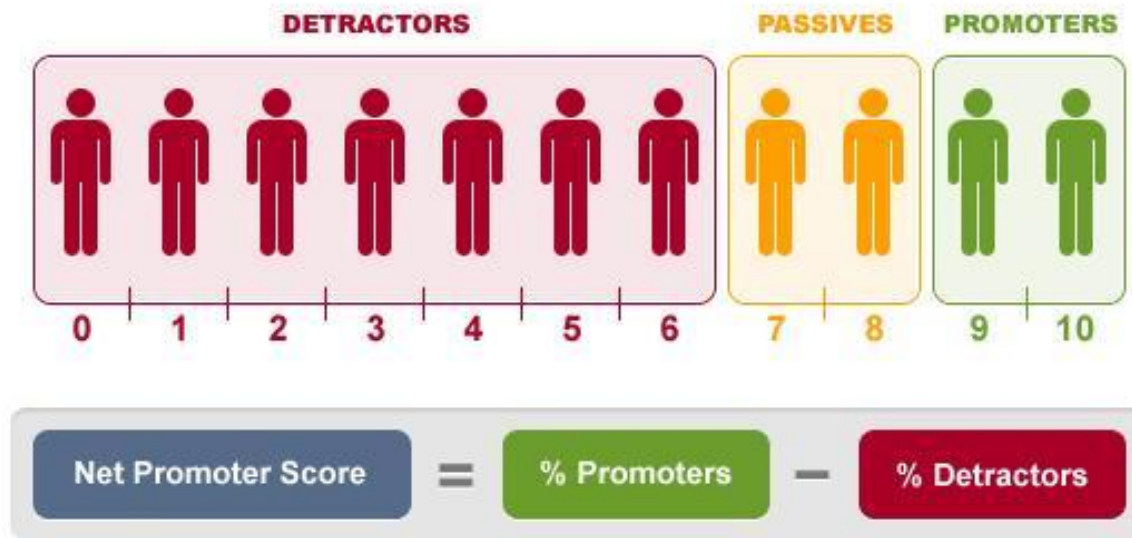 DETRACTORS PASSIVES PROMOTERS
0 1 2 3 4 5 6 7 8 9 10
Net Promoter Score = % Promoters − % Detractors